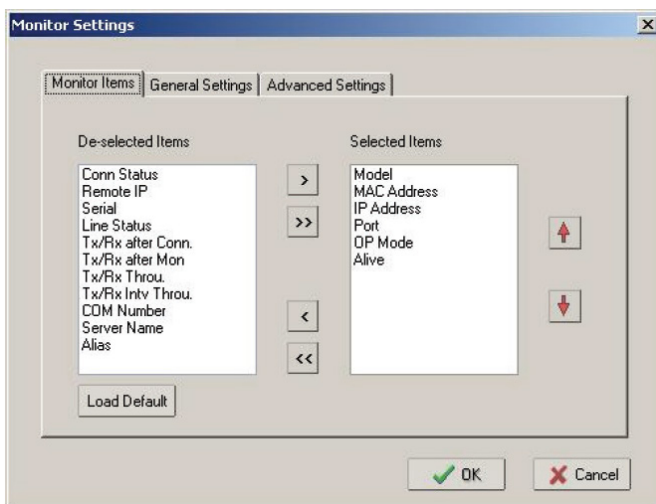 Monitor Settings
Monitor Items General Settings Advanced Settings
De-selected Items
Conn Status
Remote IP
Serial
Line Status
Tx/Rx after Conn.
Tx/Rx after Mon
Tx/Rx Throu.
Tx/Rx Intv Throu.
COM Number
Server Name
Alias
>
>>
<
<<
Selected Items
Model
MAC Address
IP Address
Port
OP Mode
Alive
Load Default
OK Cancel